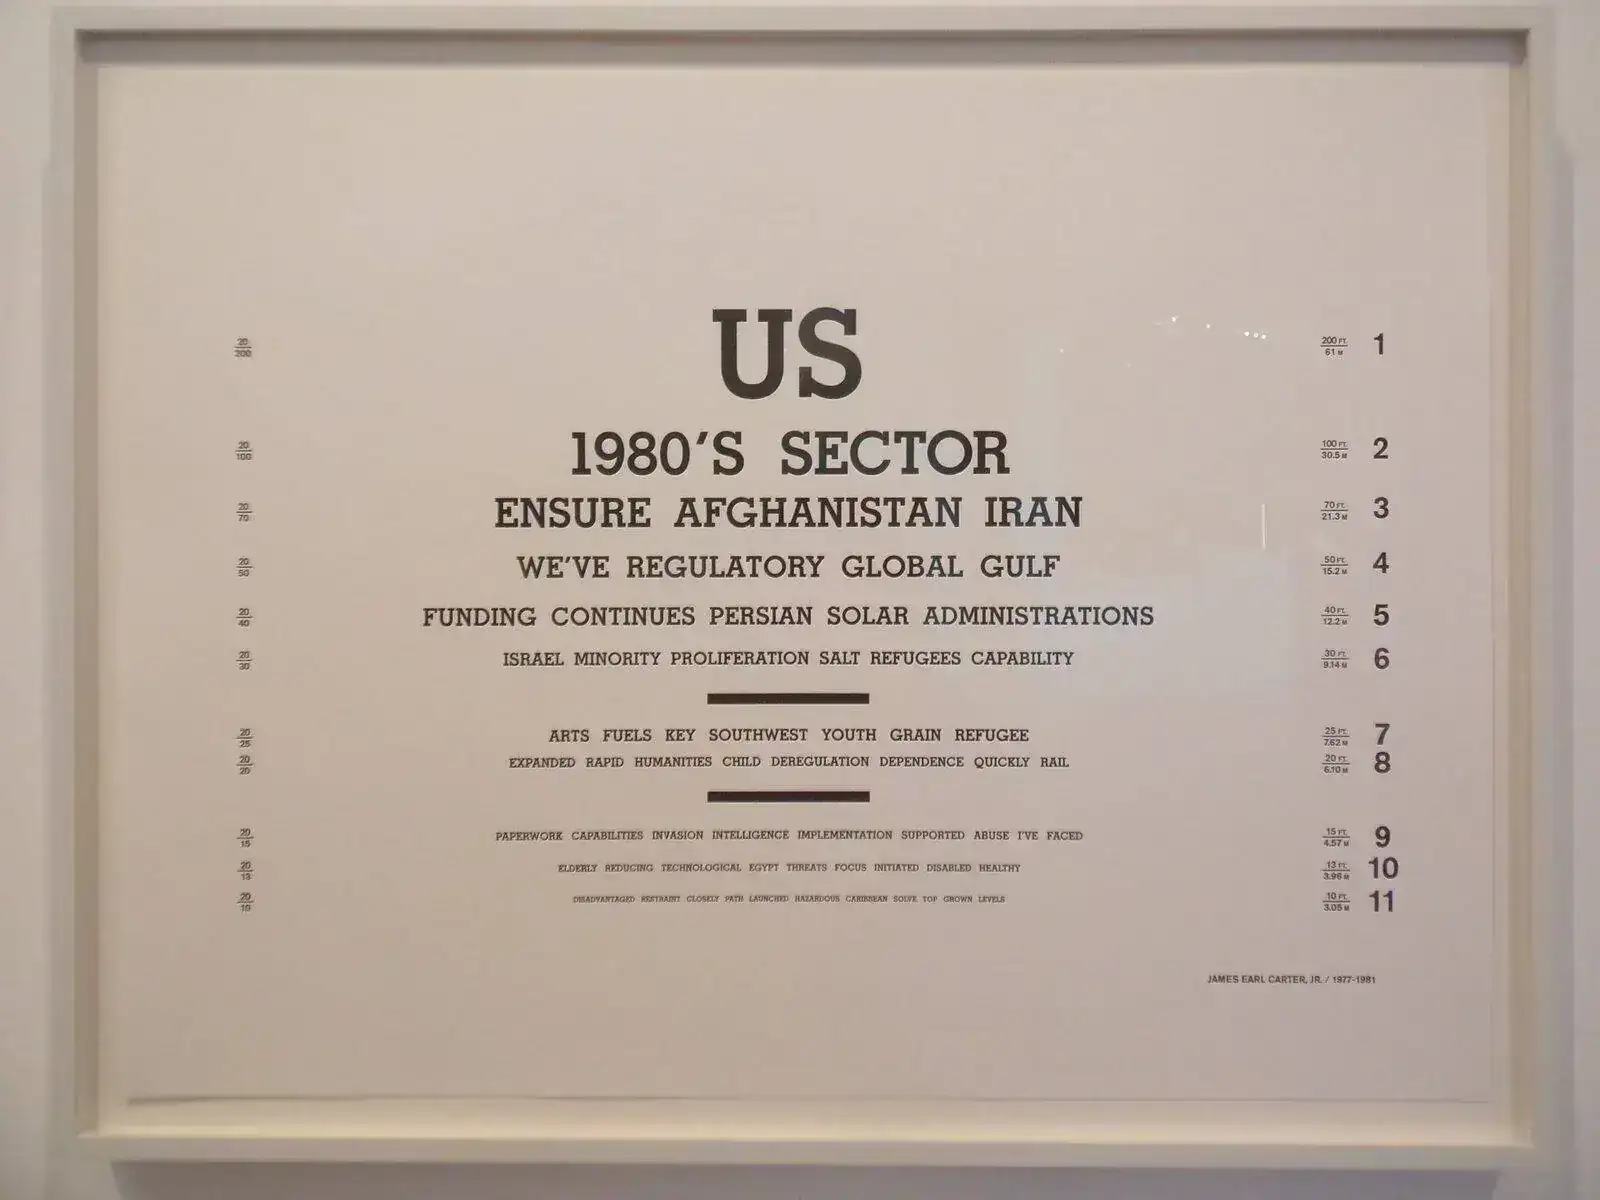 20/200 US 200 FT. 61 M 1
20/100 1980'S SECTOR 100 FT. 30.5 M 2
20/70 ENSURE AFGHANISTAN IRAN 70 FT. 21.3 M 3
20/50 WE'VE REGULATORY GLOBAL GULF 50 FT. 15.2 M 4
20/40 FUNDING CONTINUES PERSIAN SOLAR ADMINISTRATIONS 40 FT. 12.2 M 5
20/30 ISRAEL MINORITY PROLIFERATION SALT REFUGEES CAPABILITY 30 FT. 9.14 M 6
20/25 ARTS FUELS KEY SOUTHWEST YOUTH GRAIN REFUGEE 25 FT. 7.62 M 7
20/20 EXPANDED RAPID HUMANITIES CHILD DEREGULATION DEPENDENCE QUICKLY RAIL 20 FT. 6.10 M 8
20/15 PAPERWORK CAPABILITIES INVASION INTELLIGENCE IMPLEMENTATION SUPPORTED ABUSE I'VE FACED 15 FT. 4.57 M 9
20/13 ELDERLY REDUCING TECHNOLOGICAL EGYPT THREATS FOCUS INITIATED DISABLED HEALTHY 13 FT. 3.96 M 10
20/10 DISADVANTAGED RESTRAINT CLOSELY PATH LAUNCHED HAZARDOUS CARIBBEAN SOLVE TOP GROWN LEVELS 10 FT. 3.05 M 11
JAMES EARL CARTER, JR. / 1977-1981